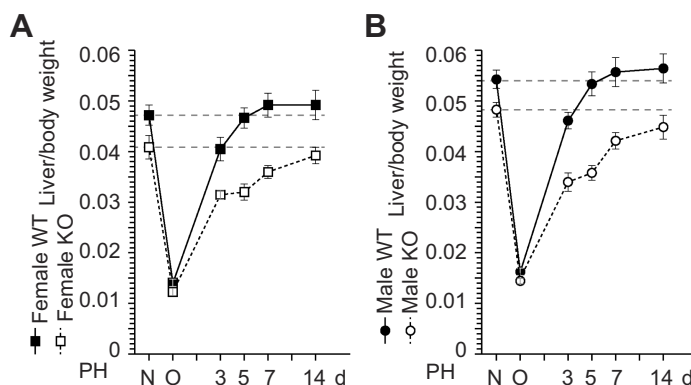 A
Liver/body weight
Female WT
Female KO
0.06
0.05
0.04
0.03
0.02
0.01
0
PH
N O 3 5 7 14 d
B
Liver/body weight
Male WT
Male KO
0.06
0.05
0.04
0.03
0.02
0.01
0
PH
N O 3 5 7 14 d